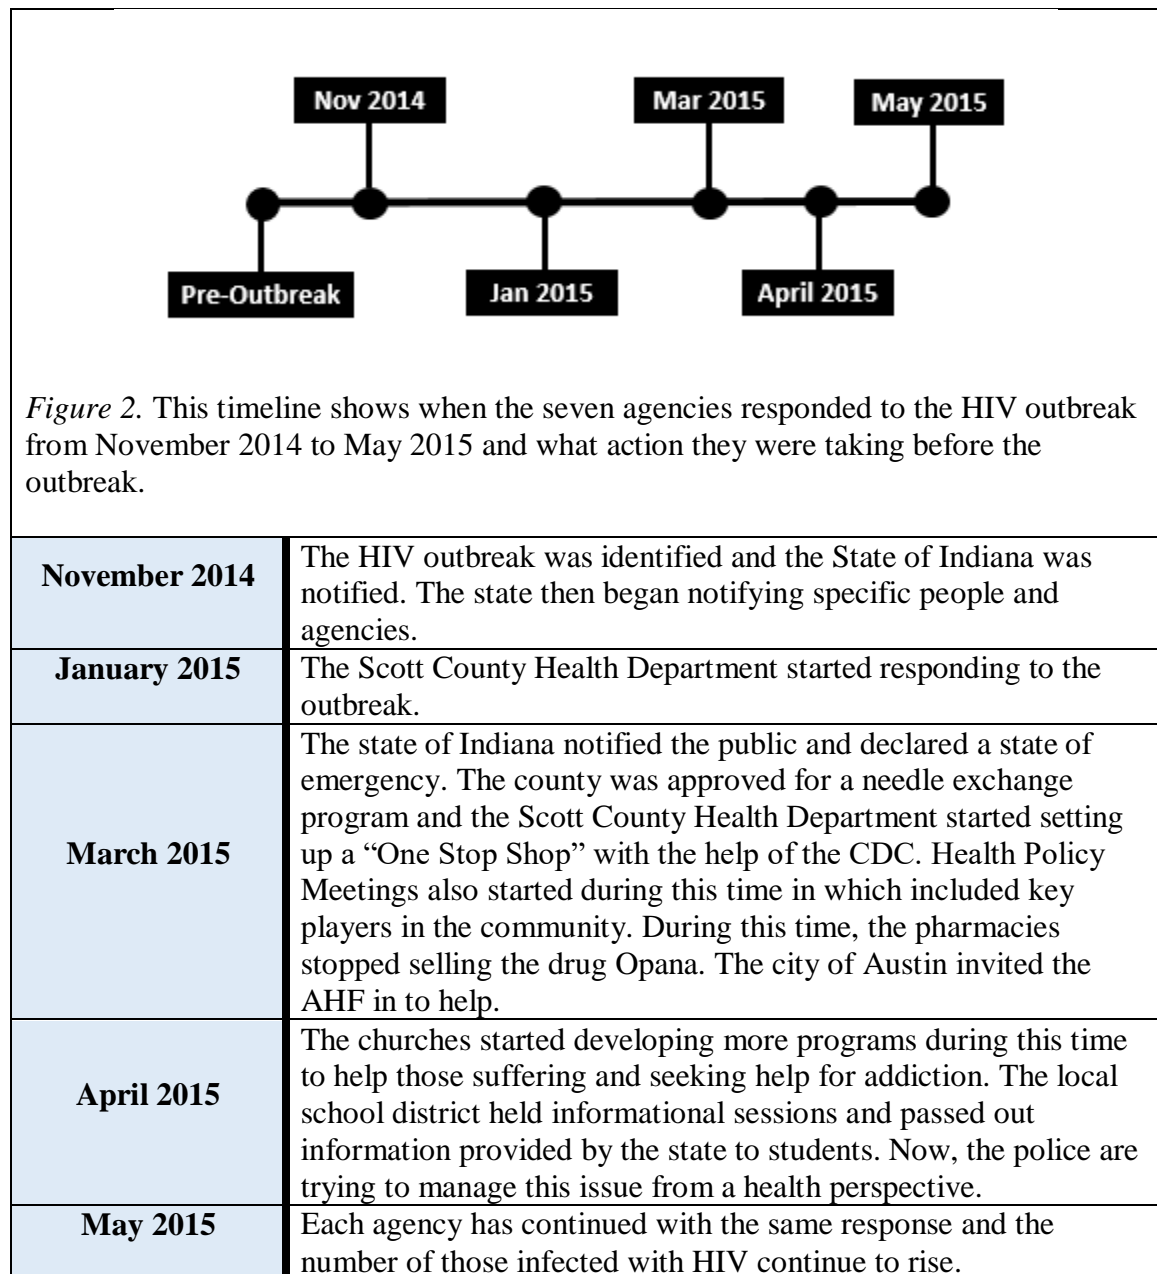 Nov 2014
Mar 2015
May 2015
Pre-Outbreak
Jan 2015
April 2015
Figure 2. This timeline shows when the seven agencies responded to the HIV outbreak
from November 2014 to May 2015 and what action they were taking before the
outbreak.
November 2014
The HIV outbreak was identified and the State of Indiana was
notified. The state then began notifying specific people and
agencies.
January 2015
The Scott County Health Department started responding to the
outbreak.
March 2015
The state of Indiana notified the public and declared a state of
emergency. The county was approved for a needle exchange
program and the Scott County Health Department started setting
up a “One Stop Shop” with the help of the CDC. Health Policy
Meetings also started during this time in which included key
players in the community. During this time, the pharmacies
stopped selling the drug Opana. The city of Austin invited the
AHF in to help.
April 2015
The churches started developing more programs during this time
to help those suffering and seeking help for addiction. The local
school district held informational sessions and passed out
information provided by the state to students. Now, the police are
trying to manage this issue from a health perspective.
May 2015
Each agency has continued with the same response and the
number of those infected with HIV continue to rise.